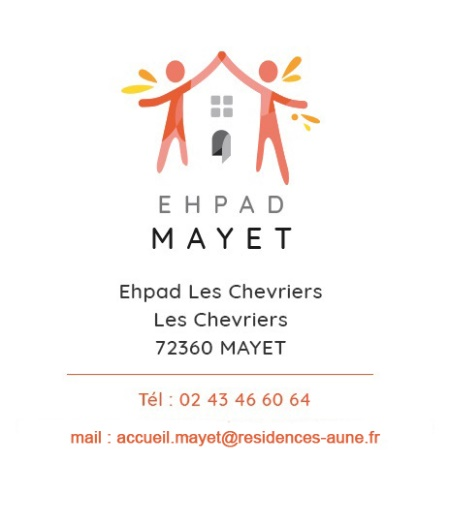 EHPAD
MAYET
Ehpad Les Chevriers
Les Chevriers
72360 MAYET
Tél : 02 43 46 60 64
mail : accueil.mayet@residences-aune.fr